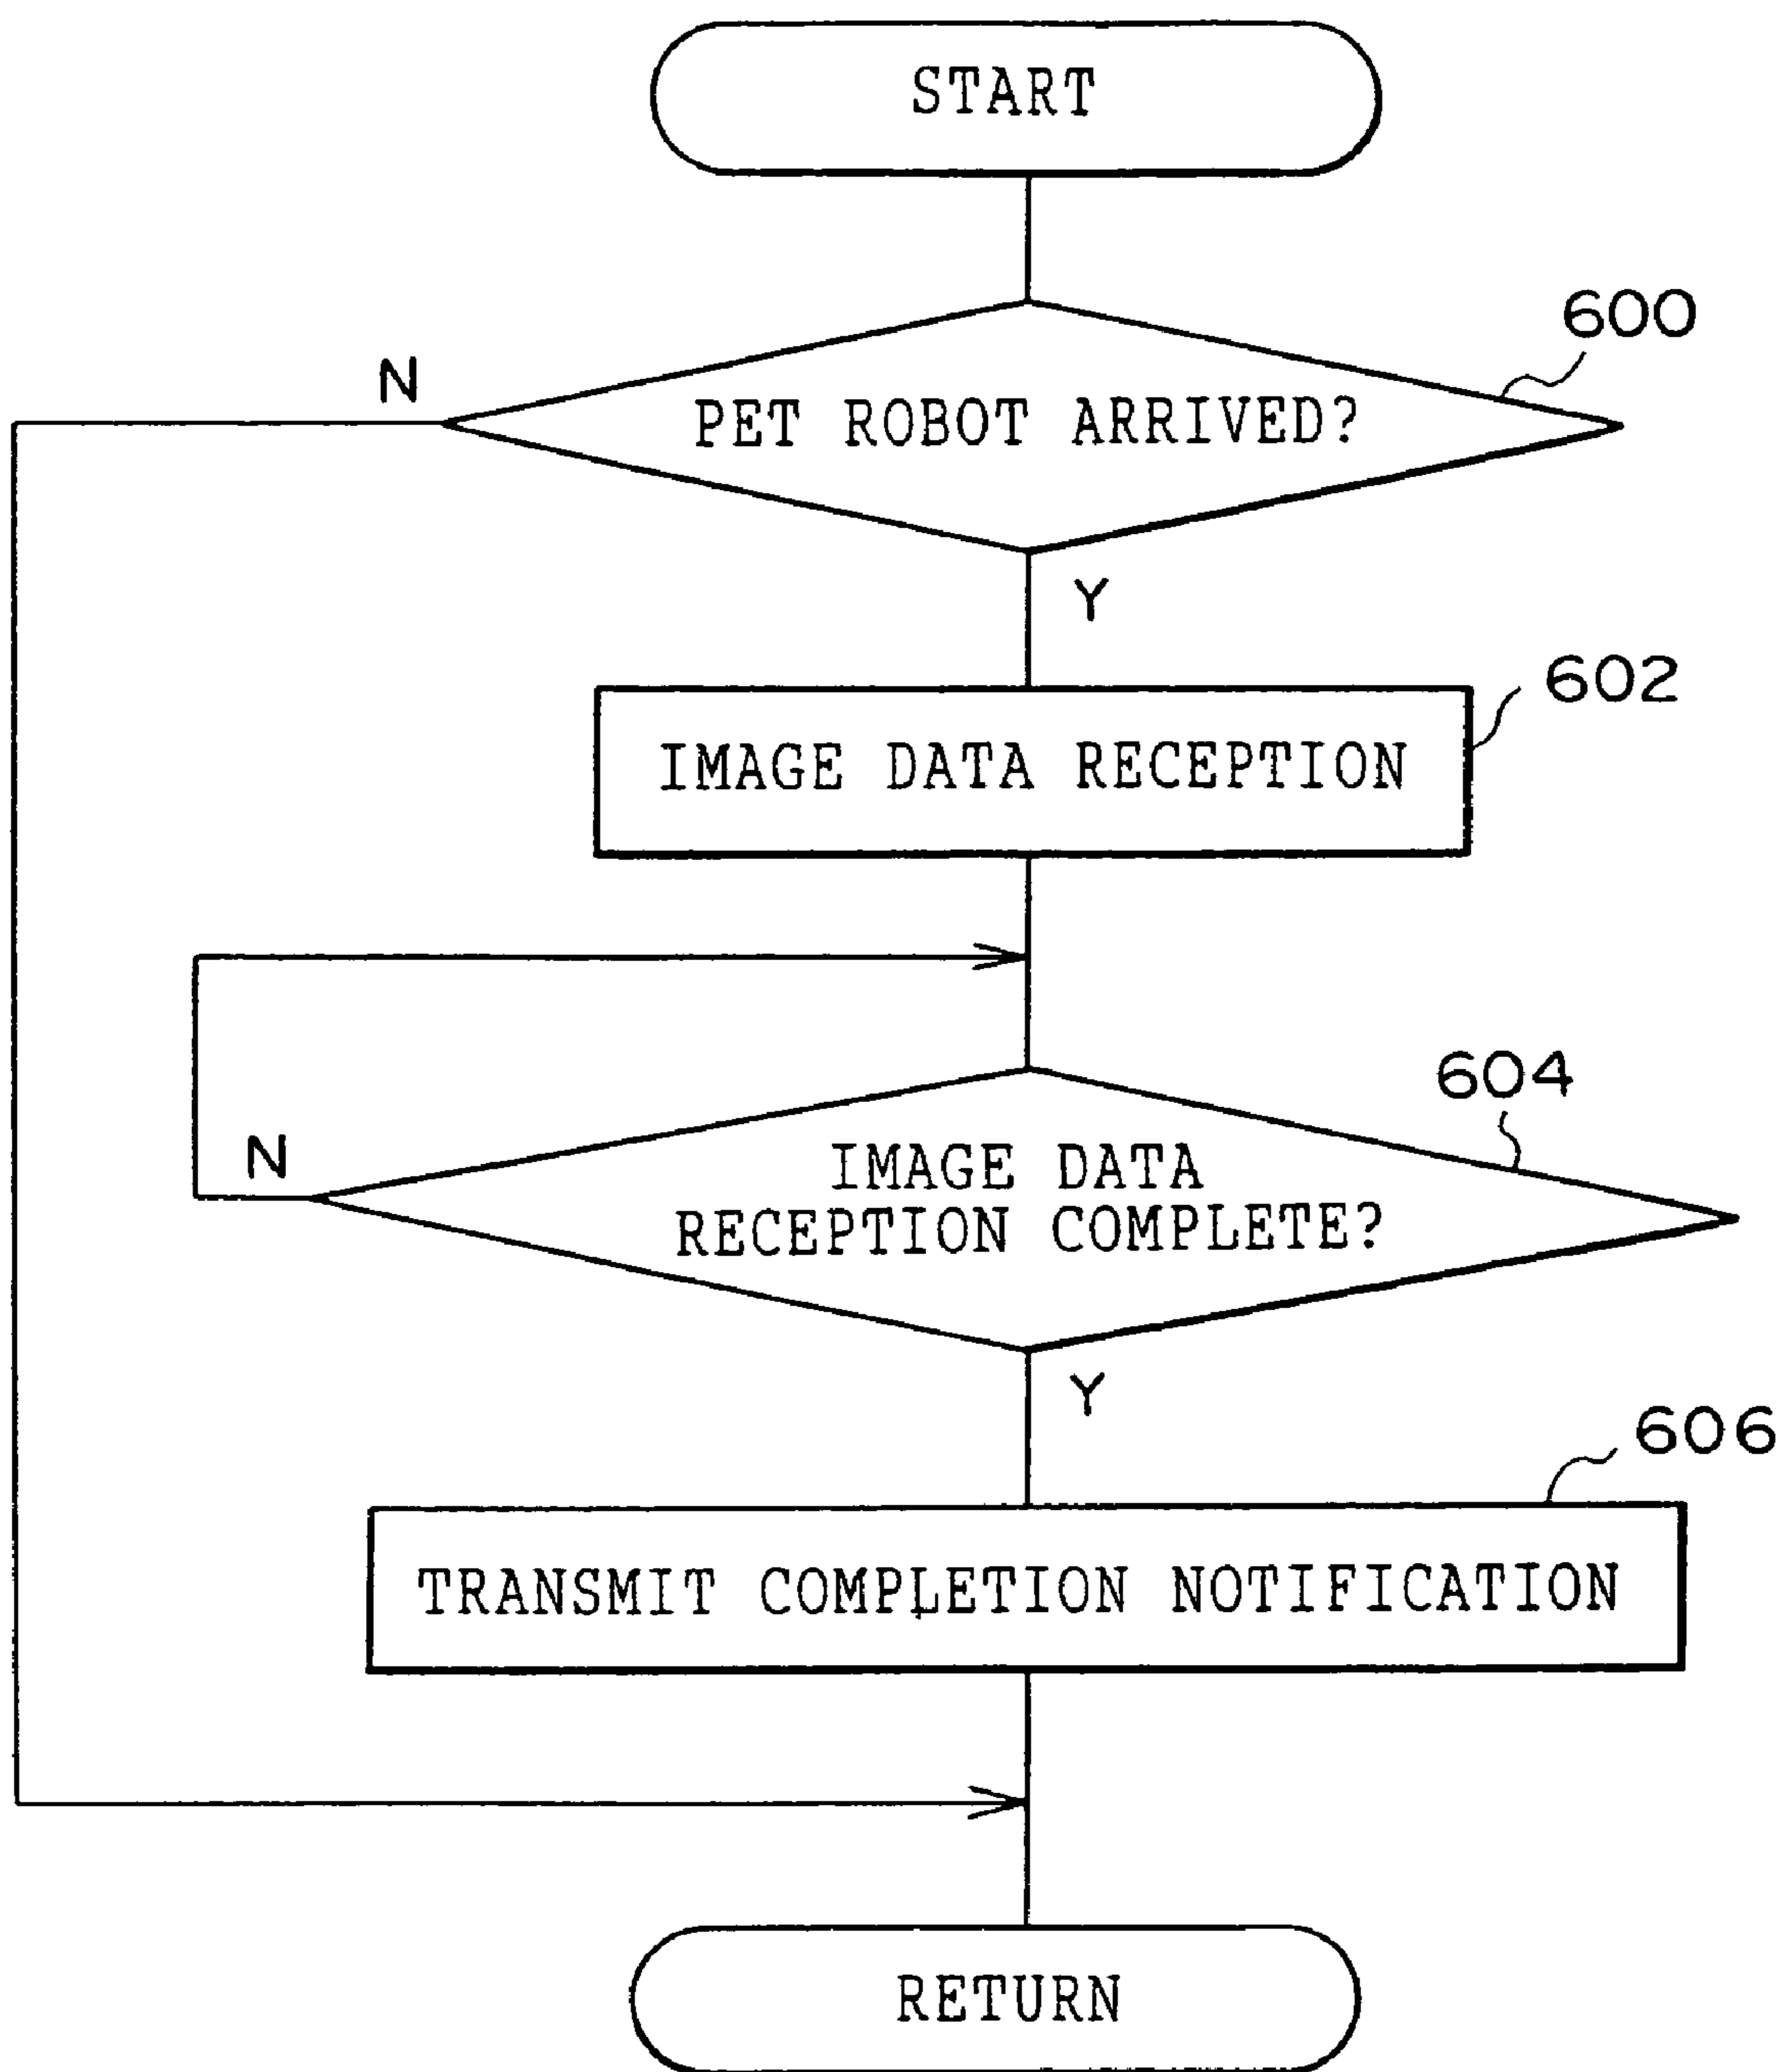 START
600
N
PET ROBOT ARRIVED?
Y
602
IMAGE DATA RECEPTION
604
N
IMAGE DATA
RECEPTION COMPLETE?
Y
606
TRANSMIT COMPLETION NOTIFICATION
RETURN